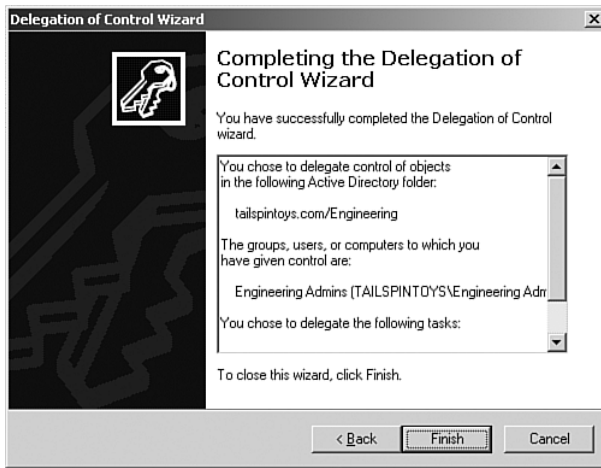 Delegation of Control Wizard
Completing the Delegation of
Control Wizard
You have successfully completed the Delegation of Control
wizard.
You chose to delegate control of objects
in the following Active Directory folder:
tailspintoys.com/Engineering
The groups, users, or computers to which you
have given control are:
Engineering Admins (TAILSPINTOYS\Engineering Adm
You chose to delegate the following tasks:
To close this wizard, click Finish.
< Back
Finish
Cancel